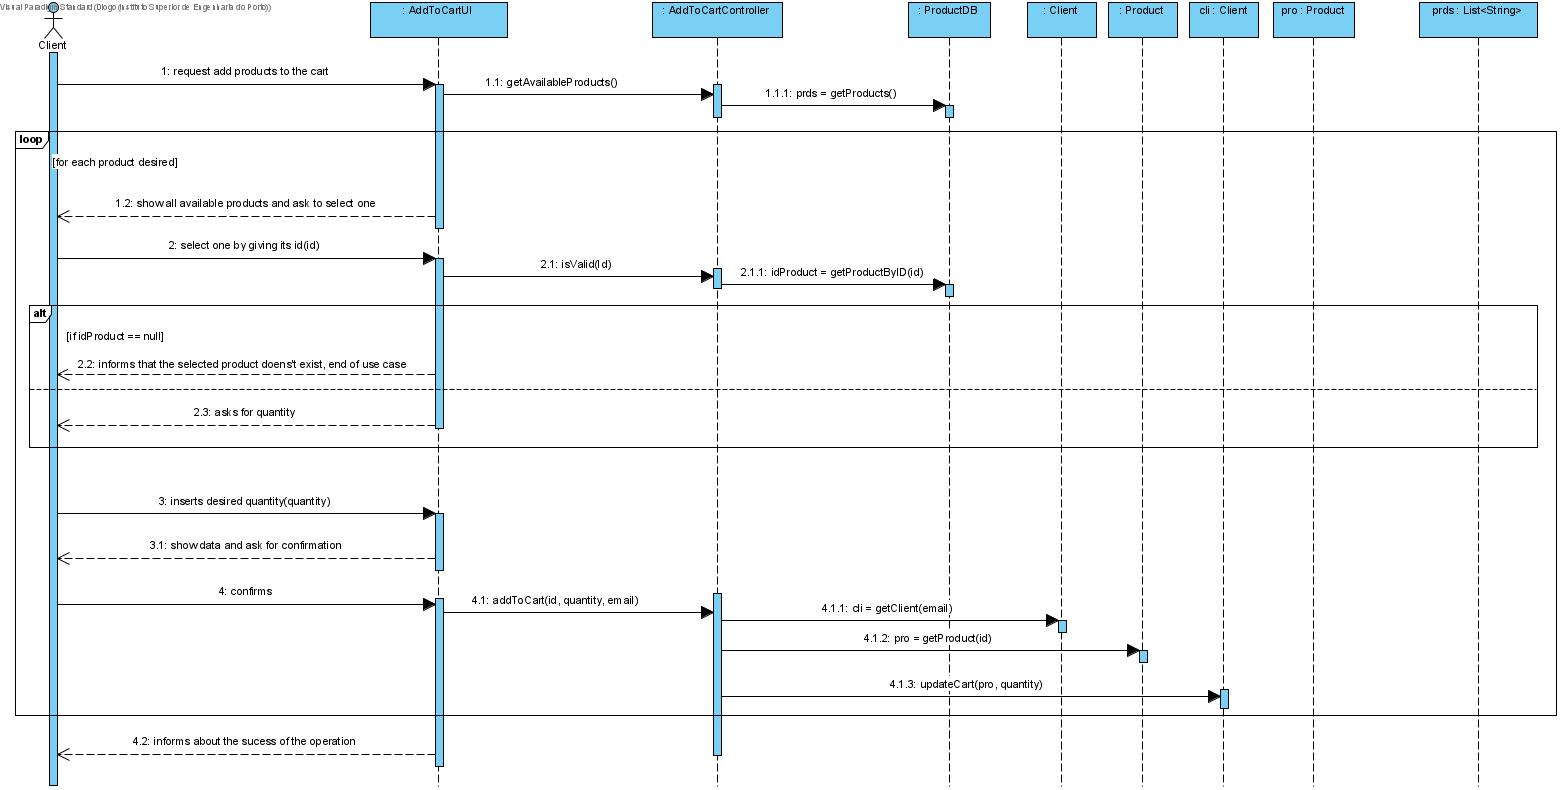 Visual Paradigm Standard (Diogo (Instituto Superior de Engenharia do Porto))
Client
: AddToCartUI
: AddToCartController
: ProductDB
: Client
: Product
cli : Client
pro : Product
prds : List<String>
1: request add products to the cart
1.1: getAvailableProducts()
1.1.1: prds = getProducts()
loop
[for each product desired]
1.2: show all available products and ask to select one
2: select one by giving its id(id)
2.1: isValid(Id)
2.1.1: idProduct = getProductByID(id)
alt
[if idProduct == null]
2.2: informs that the selected product doens't exist, end of use case
2.3: asks for quantity
3: inserts desired quantity(quantity)
3.1: show data and ask for confirmation
4: confirms
4.1: addToCart(id, quantity, email)
4.1.1: cli = getClient(email)
4.1.2: pro = getProduct(id)
4.1.3: updateCart(pro, quantity)
4.2: informs about the sucess of the operation